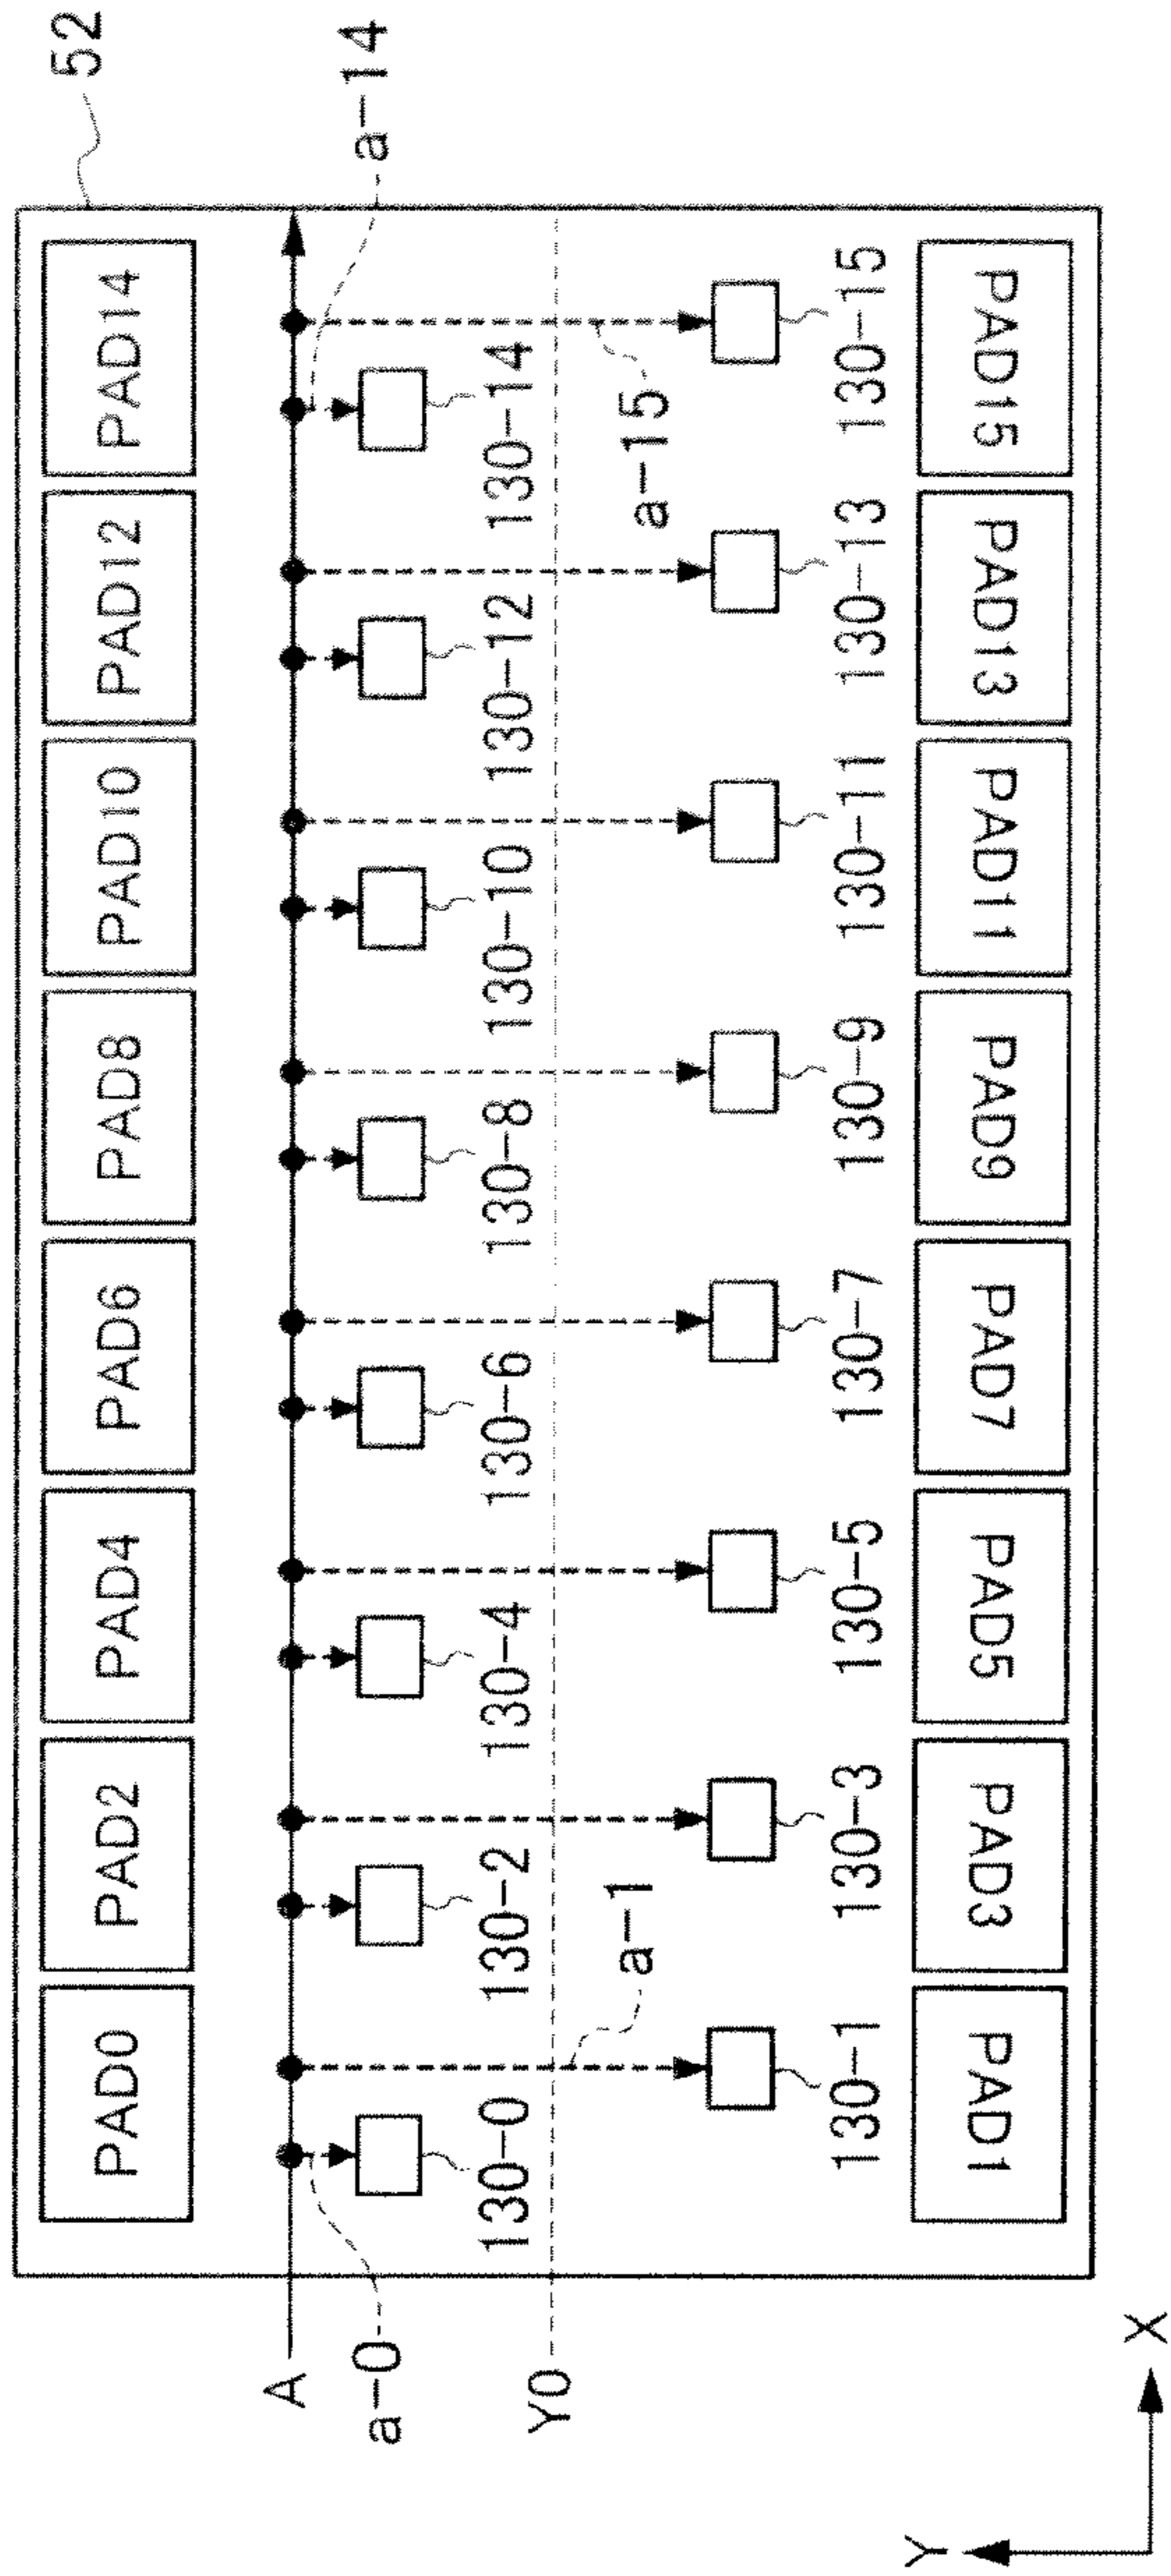 52
PAD0 PAD2 PAD4 PAD6 PAD8 PAD10 PAD12 PAD14
A
a-0 a-14
130-0 130-2 130-4 130-6 130-8 130-10 130-12 130-14
Y0
a-1 a-15
130-1 130-3 130-5 130-7 130-9 130-11 130-13 130-15
PAD1 PAD3 PAD5 PAD7 PAD9 PAD11 PAD13 PAD15
Y
X